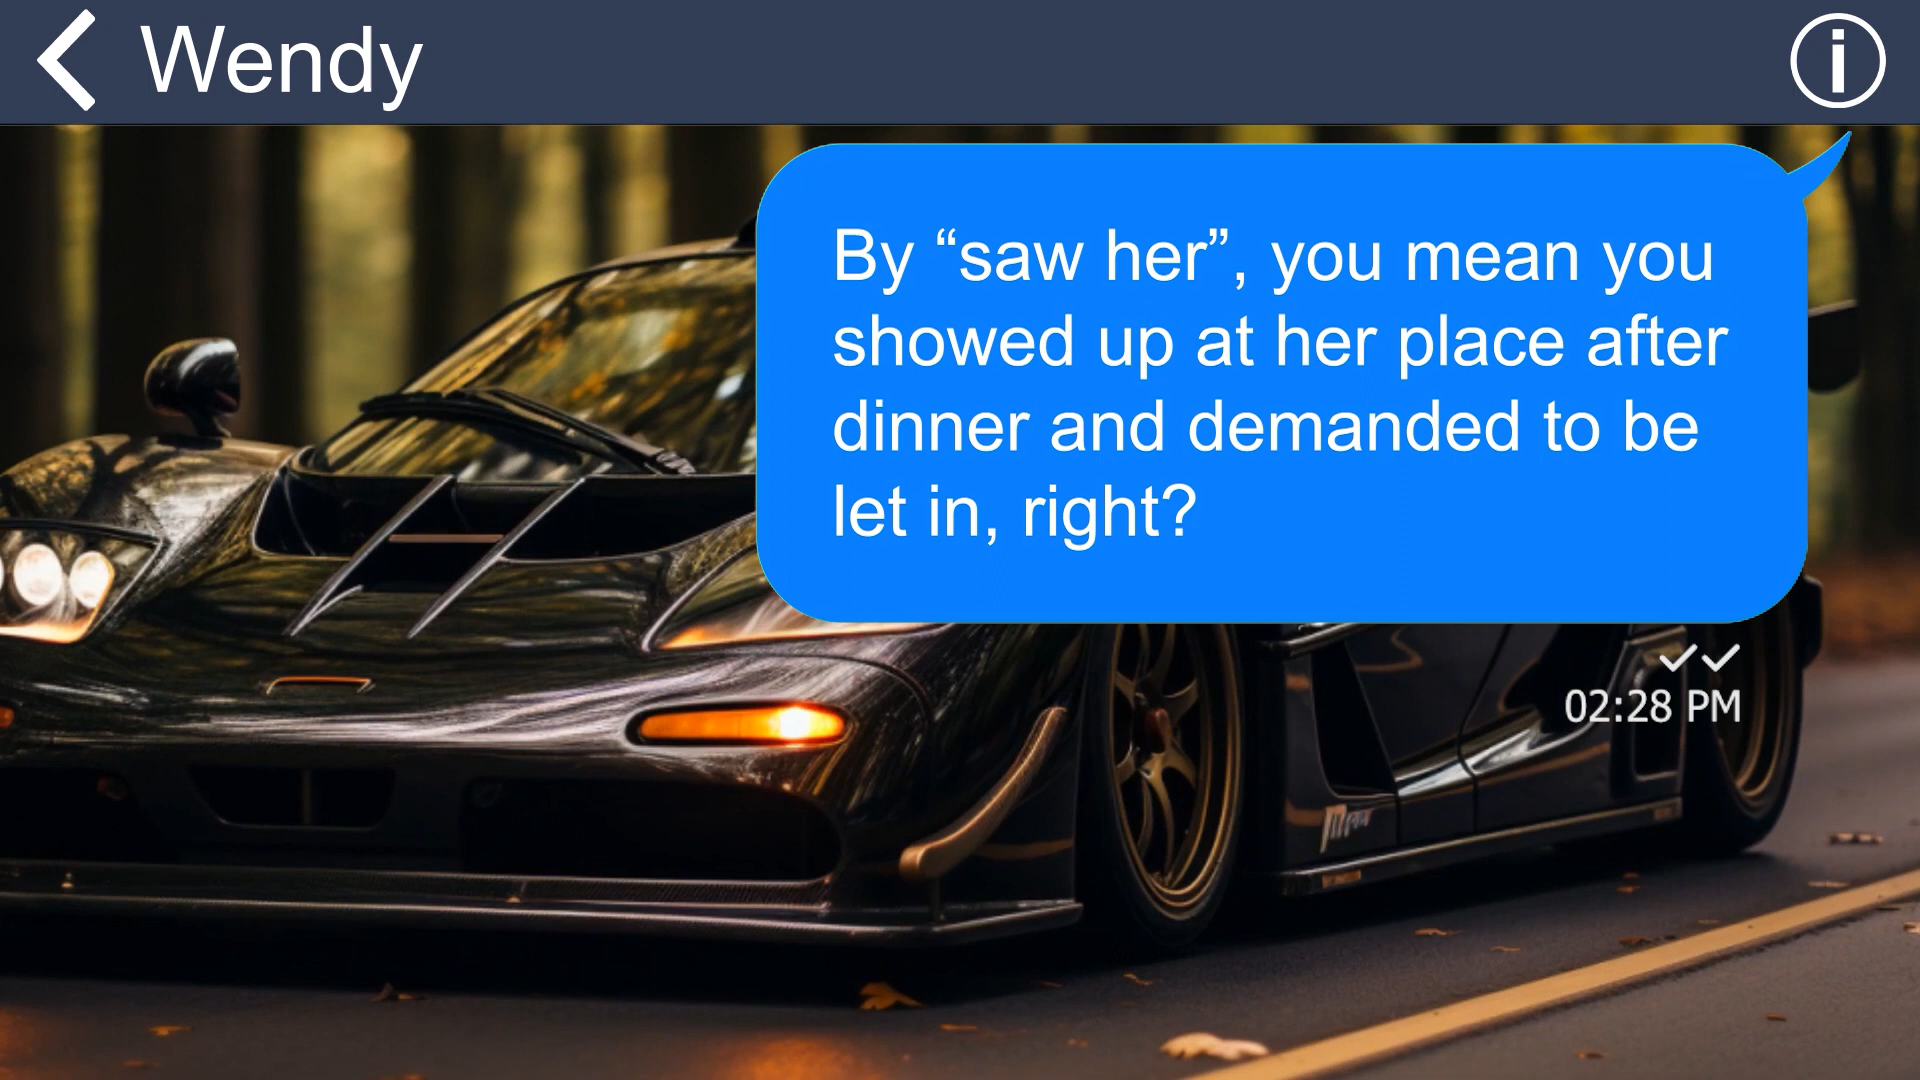 Wendy
By “saw her”, you mean you
showed up at her place after
dinner and demanded to be
let in, right?
02:28 PM